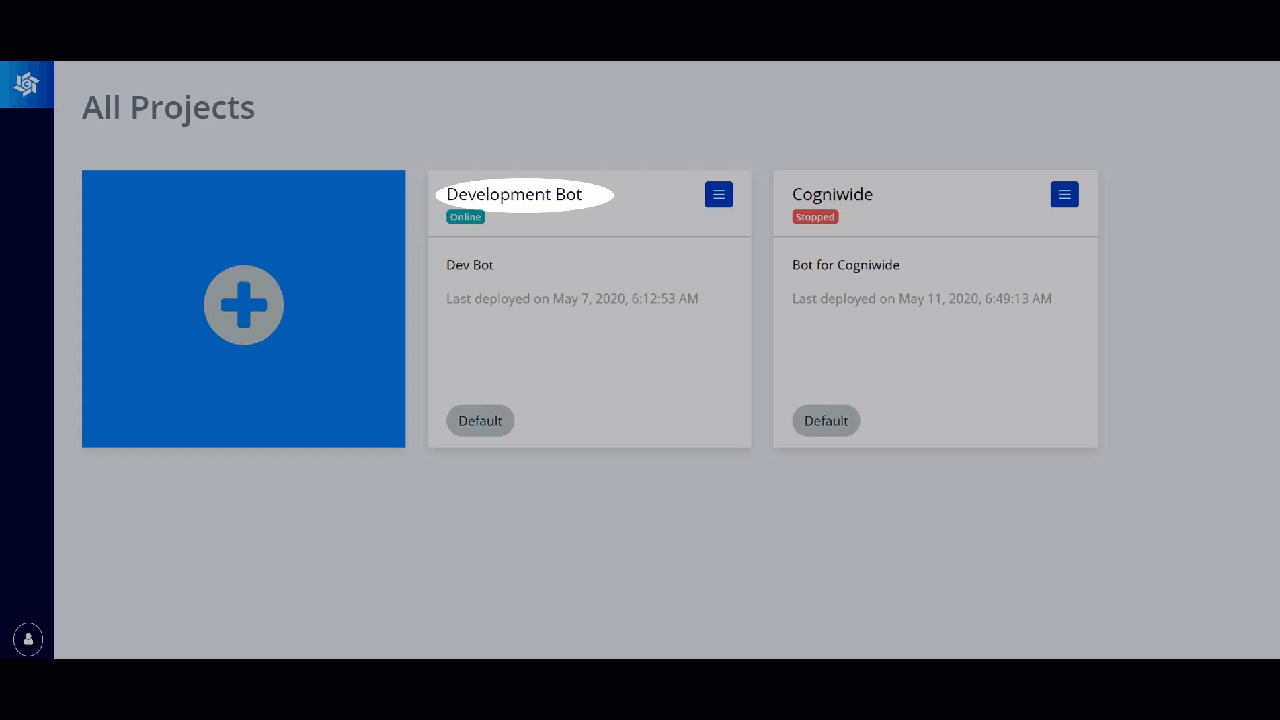 All Projects
Development Bot
Online
Dev Bot
Last deployed on May 7, 2020, 6:12:53 AM
Default
Cogniwide
Stopped
Bot for Cogniwide
Last deployed on May 11, 2020, 6:49:13 AM
Default